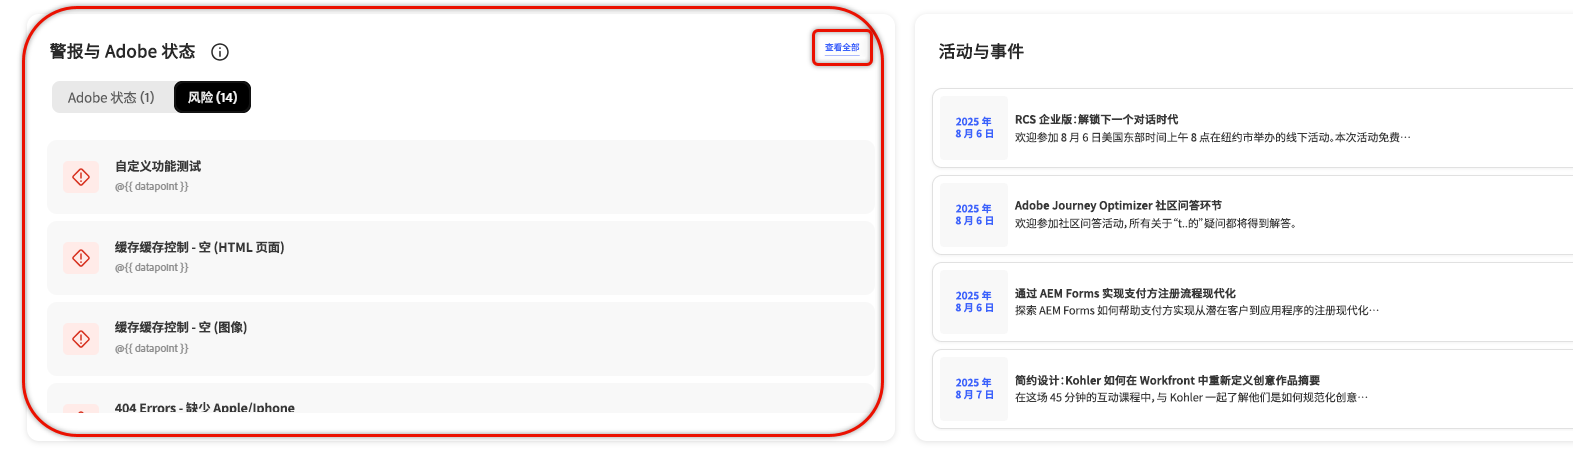 警报与 Adobe 状态
查看全部
Adobe 状态 (1)
风险 (14)
自定义功能测试
@{{ datapoint }}
缓存缓存控制 - 空 (HTML 页面)
@{{ datapoint }}
缓存缓存控制 - 空 (图像)
@{{ datapoint }}
404 Errors - 缺少 Apple/Iphone
活动与事件
2025 年
8 月 6 日
RCS 企业版：解锁下一个对话时代
欢迎参加 8 月 6 日美国东部时间上午 8 点在纽约市举办的线下活动。本次活动免费…
2025 年
8 月 6 日
Adobe Journey Optimizer 社区问答环节
欢迎参加社区问答活动，所有关于“t..的”疑问都将得到解答。
2025 年
8 月 6 日
通过 AEM Forms 实现支付方注册流程现代化
探索 AEM Forms 如何帮助支付方实现从潜在客户到应用程序的注册现代化…
2025 年
8 月 7 日
简约设计：Kohler 如何在 Workfront 中重新定义创意作品摘要
在这场 45 分钟的互动课程中，与 Kohler 一起了解他们是如何规范化创意…